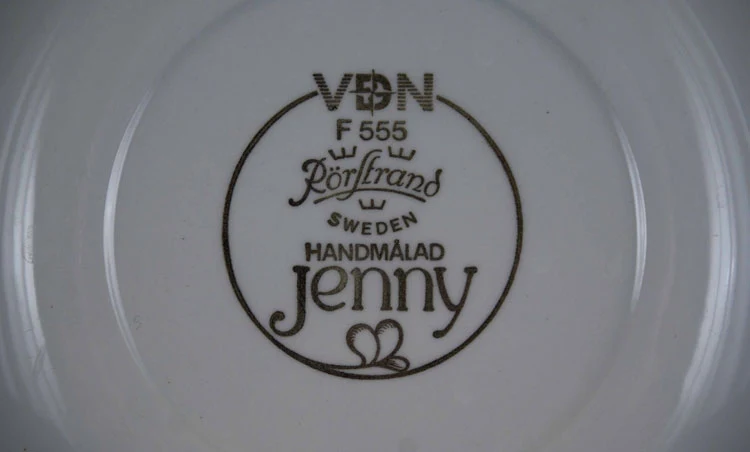 VDN
F 555
Rörstrand
SWEDEN
HANDMÅLAD
Jenny